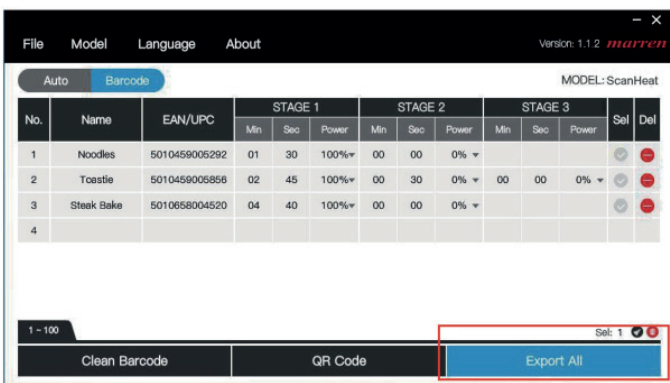 File Model Language About Version: 1.1.2 marren
Auto Barcode MODEL: ScanHeat
No. Name EAN/UPC STAGE 1 STAGE 2 STAGE 3 Sel Del
Min Sec Power Min Sec Power Min Sec Power
1 Noodles 5010459005292 01 30 100% 00 00 0%
2 Toastie 5010459005856 02 45 100% 00 30 0% 00 00 0%
3 Steak Bake 5010658004520 04 40 100% 00 00 0%
4
1 - 100 Sel: 1
Clean Barcode QR Code Export All